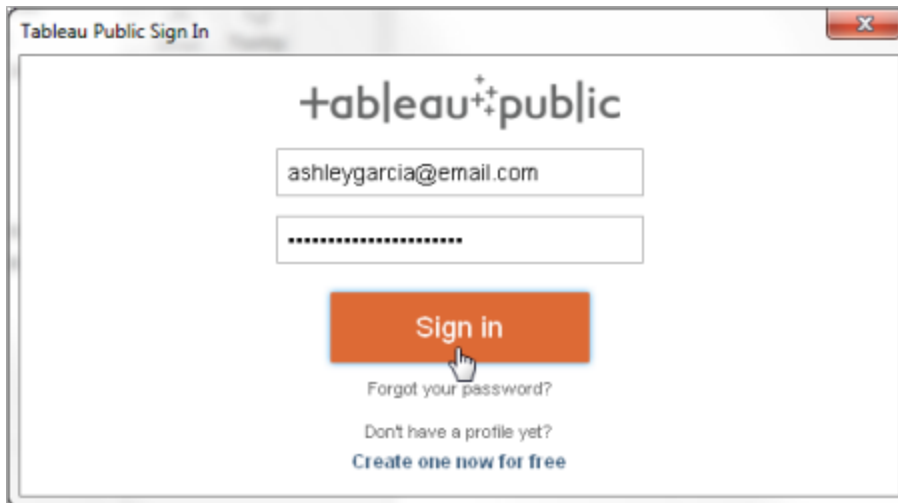 Tableau Public Sign In
+ableau public
ashleygarcia@email.com
Sign in
Forgot your password?
Don't have a profile yet?
Create one now for free